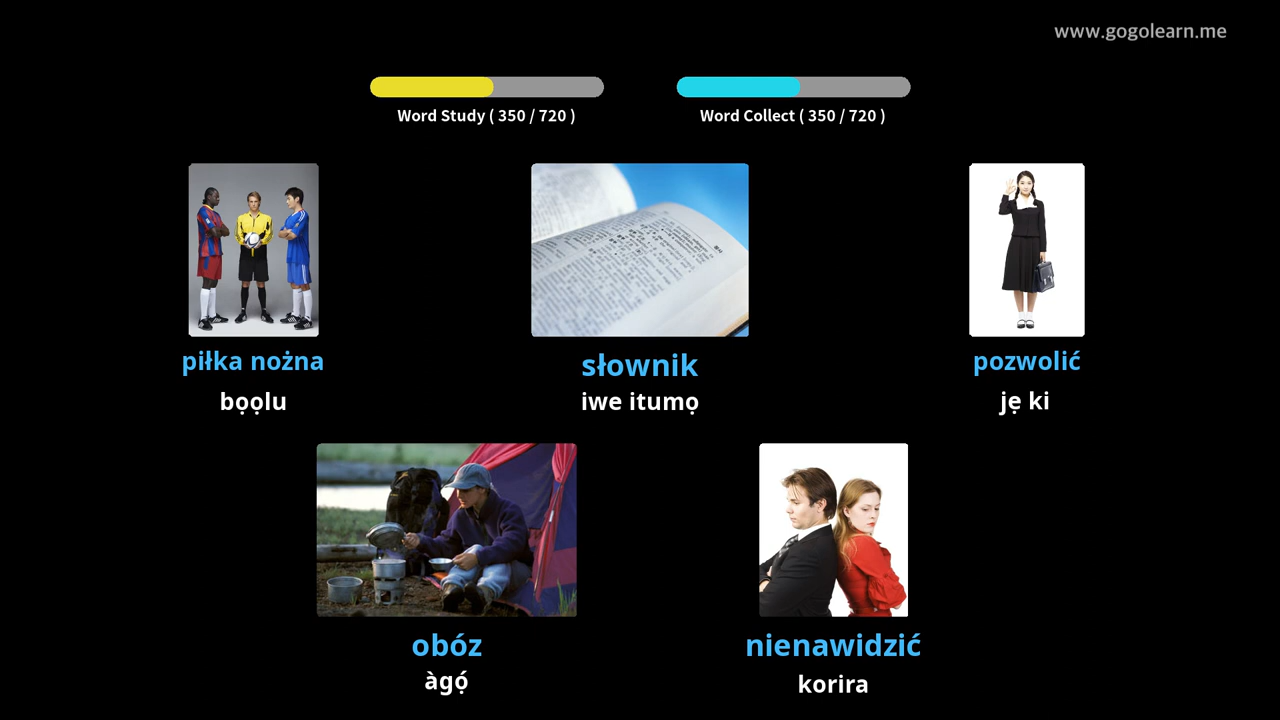 www.gogolearn.me
Word Study ( 350 / 720 )
Word Collect ( 350 / 720 )
piłka nożna
bọọlu
słownik
iwe itumọ
pozwolić
jẹ ki
obóz
àgọ́
nienawidzić
korira